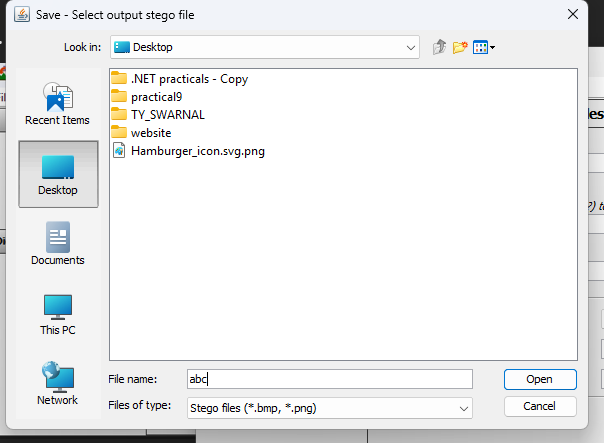 Save - Select output stego file
Look in: Desktop
.NET practicals - Copy
practical9
TY_SWARNAL
website
Hamburger_icon.svg.png
Recent Items
Desktop
Documents
This PC
Network
File name: abc Open
Files of type: Stego files (*.bmp, *.png) Cancel